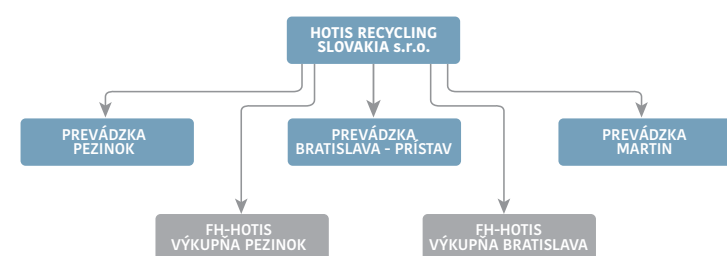 HOTIS RECYCLING
SLOVAKIA s.r.o.
PREVÁDZKA
PEZINOK
PREVÁDZKA
BRATISLAVA - PRÍSTAV
PREVÁDZKA
MARTIN
FH-HOTIS
VÝKUPŇA PEZINOK
FH-HOTIS
VÝKUPŇA BRATISLAVA